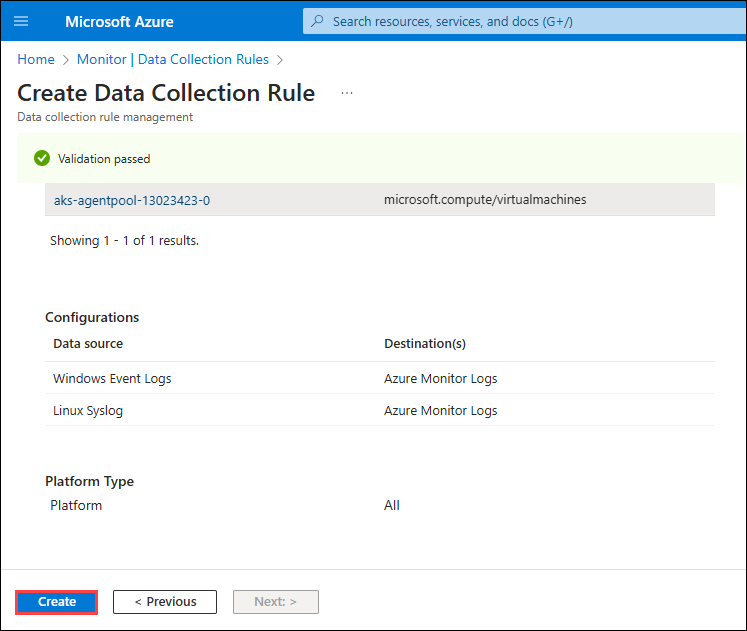 Microsoft Azure
Search resources, services, and docs (G+/)
Home > Monitor | Data Collection Rules >
Create Data Collection Rule ...
Data collection rule management
Validation passed
aks-agentpool-13023423-0 microsoft.compute/virtualmachines
Showing 1 - 1 of 1 results.
Configurations
Data source Destination(s)
Windows Event Logs Azure Monitor Logs
Linux Syslog Azure Monitor Logs
Platform Type
Platform All
Create < Previous Next: >